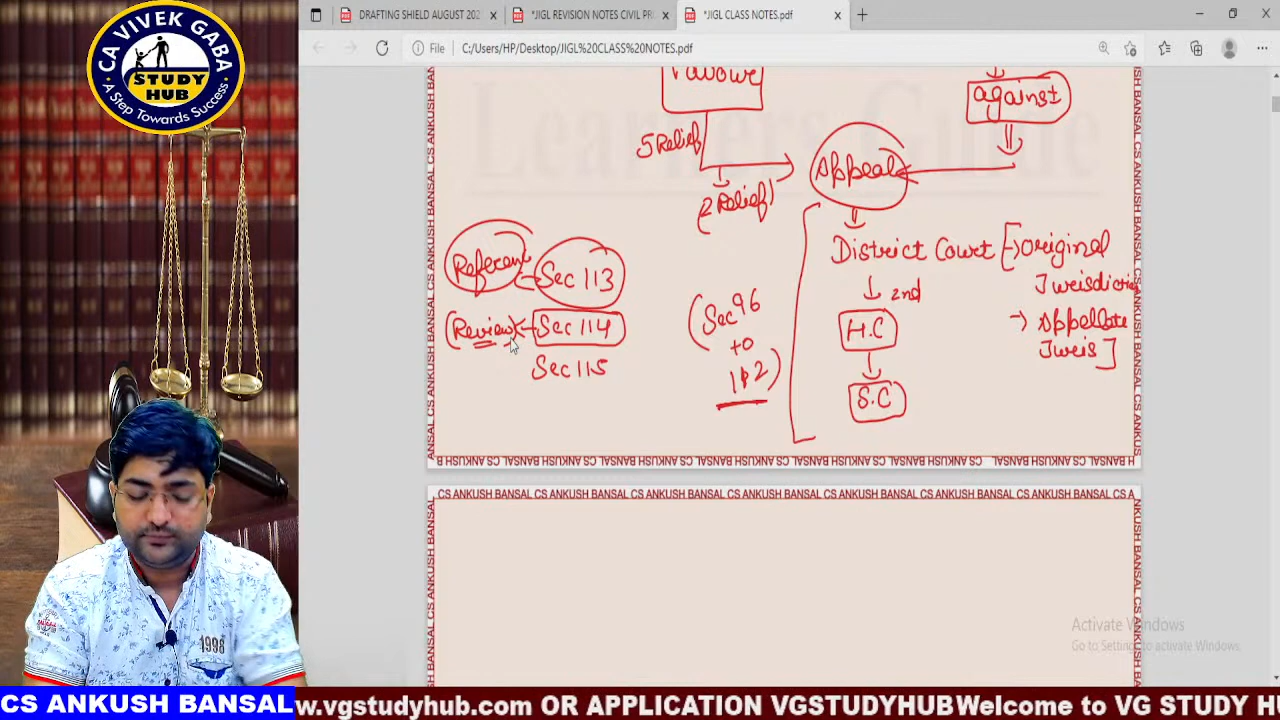 CA VIVEK GABA
STUDY
HUB
A Step Towards Success
DRAFTING SHIELD AUGUST 202
*JIGL REVISION NOTES CIVIL PR
*JIGL CLASS NOTES.pdf
File
C:/Users/HP/Desktop/JIGL%20CLASS%20NOTES.pdf
against
5 Relief
Appeal
(2 Relief)
District Court [→Original
Jweisdiction
→ Appellate
Jweis]
↓ 2nd
H.C
S.C
Sec 113
(Review) Sec 114
Sec 115
(Sec 96
to
112)
CS ANKUSH BANSAL CS ANKUSH BANSAL CS ANKUSH BANSAL CS ANKUSH BANSAL CS ANKUSH BANSAL CS ANKUSH BANSAL CS ANKUSH BANSAL CS A
1998
Activate Windows
Go to Settings to activate Windows.
CS ANKUSH BANSAL
w.vgstudyhub.com OR APPLICATION VGSTUDYHUB Welcome to VG STUDY H